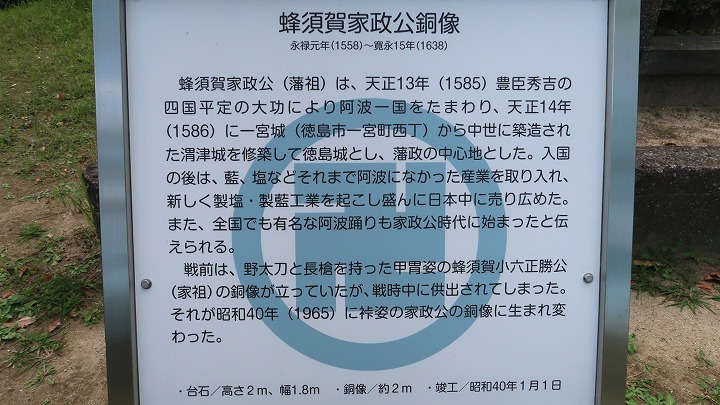 蜂須賀家政公銅像
永禄元年(1558)〜寛永15年(1638)
蜂須賀家政公（藩祖）は、天正13年（1585）豊臣秀吉の
四国平定の大功により阿波一国をたまわり、天正14年
（1586）に一宮城（徳島市一宮町西丁）から中世に築造され
た渭津城を修築して徳島城とし、藩政の中心地とした。入国
の後は、藍、塩などそれまで阿波になかった産業を取り入れ、
新しく製塩・製藍工業を起こし盛んに日本中に売り広めた。
また、全国でも有名な阿波踊りも家政公時代に始まったと伝
えられる。
戦前は、野太刀と長槍を持った甲冑姿の蜂須賀小六正勝公
（家祖）の銅像が立っていたが、戦時中に供出されてしまった。
それが昭和40年（1965）に裃姿の家政公の銅像に生まれ変
わった。
・台石／高さ２ｍ、幅1.8ｍ ・銅像／約２ｍ ・竣工／昭和40年１月１日